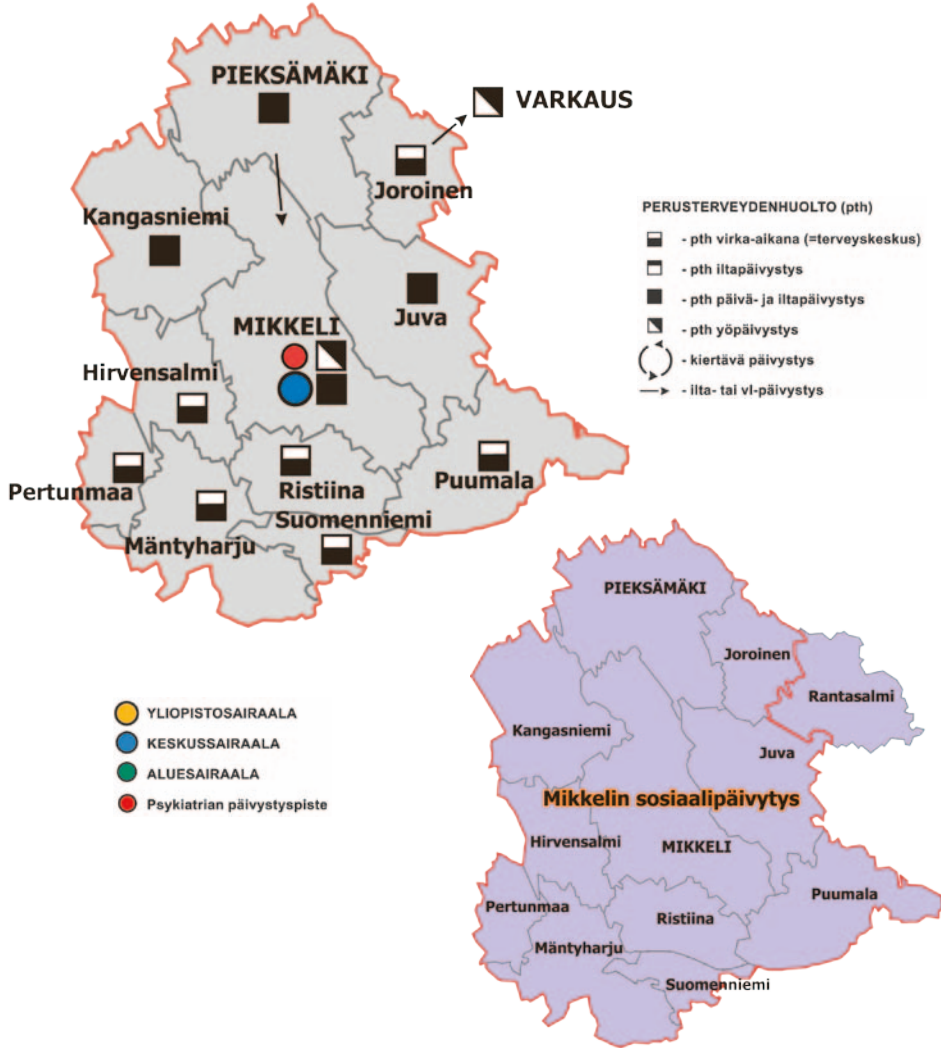 PIEKSÄMÄKI
VARKAUS
Joroinen
Kangasniemi
Juva
MIKKELI
Hirvensalmi
Pertunmaa
Ristiina
Puumala
Suomenniemi
Mäntyharju
PERUSTERVEYDENHUOLTO (pth)
- pth virka-aikana (=terveyskeskus)
- pth iltapäivystys
- pth päivä- ja iltapäivystys
- pth yöpäivystys
- kiertävä päivystys
- ilta- tai vl-päivystys
YLIOPISTOSAIRAALA
KESKUSSAIRAALA
ALUESAIRAALA
Psykiatrian päivystyspiste
PIEKSÄMÄKI
Joroinen
Rantasalmi
Kangasniemi
Juva
Mikkelin sosiaalipäivytys
Hirvensalmi
MIKKELI
Puumala
Pertunmaa
Ristiina
Mäntyharju
Suomenniemi